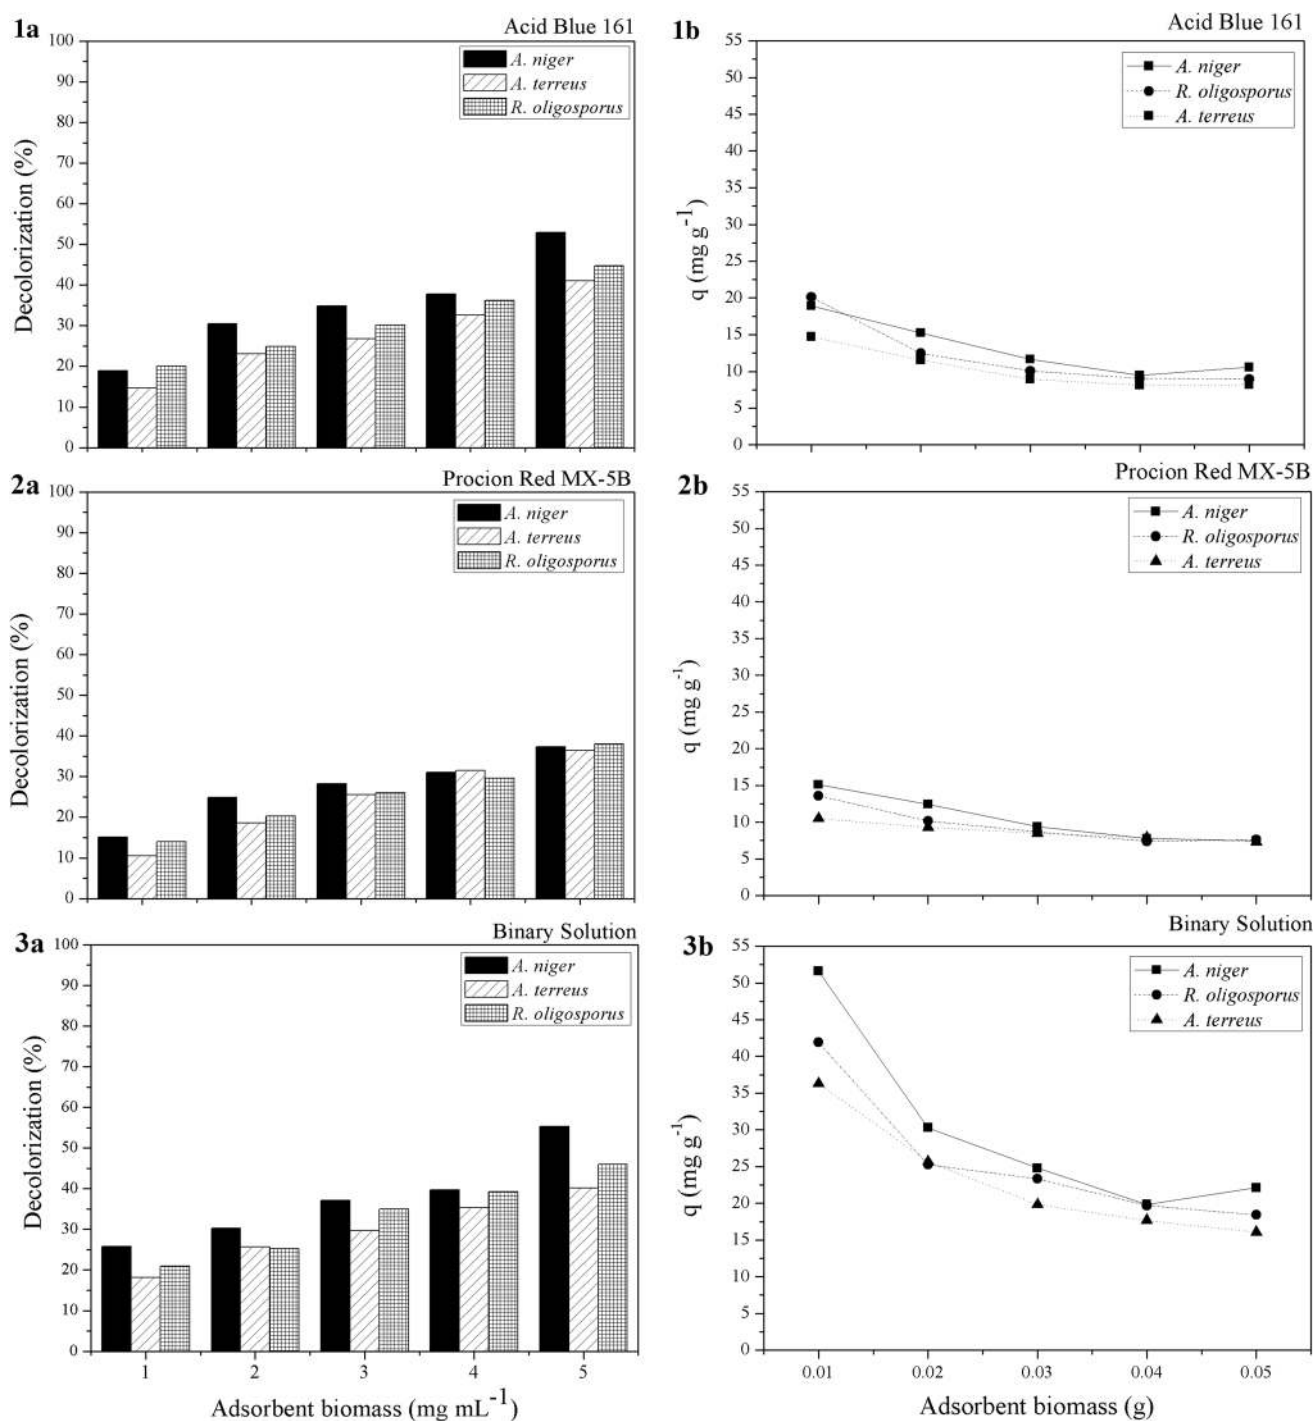 1a
Acid Blue 161
A. niger
A. terreus
R. oligosporus
100
90
80
70
60
50
40
30
20
10
0
Decolorization (%)
1b
Acid Blue 161
A. niger
R. oligosporus
A. terreus
55
50
45
40
35
30
25
20
15
10
5
0
q (mg g-1)
2a
Procion Red MX-5B
A. niger
A. terreus
R. oligosporus
100
90
80
70
60
50
40
30
20
10
0
Decolorization (%)
2b
Procion Red MX-5B
A. niger
R. oligosporus
A. terreus
55
50
45
40
35
30
25
20
15
10
5
0
q (mg g-1)
3a
Binary Solution
A. niger
A. terreus
R. oligosporus
100
90
80
70
60
50
40
30
20
10
0
Decolorization (%)
1 2 3 4 5
Adsorbent biomass (mg mL-1)
3b
Binary Solution
A. niger
R. oligosporus
A. terreus
55
50
45
40
35
30
25
20
15
10
5
0
q (mg g-1)
0.01 0.02 0.03 0.04 0.05
Adsorbent biomass (g)